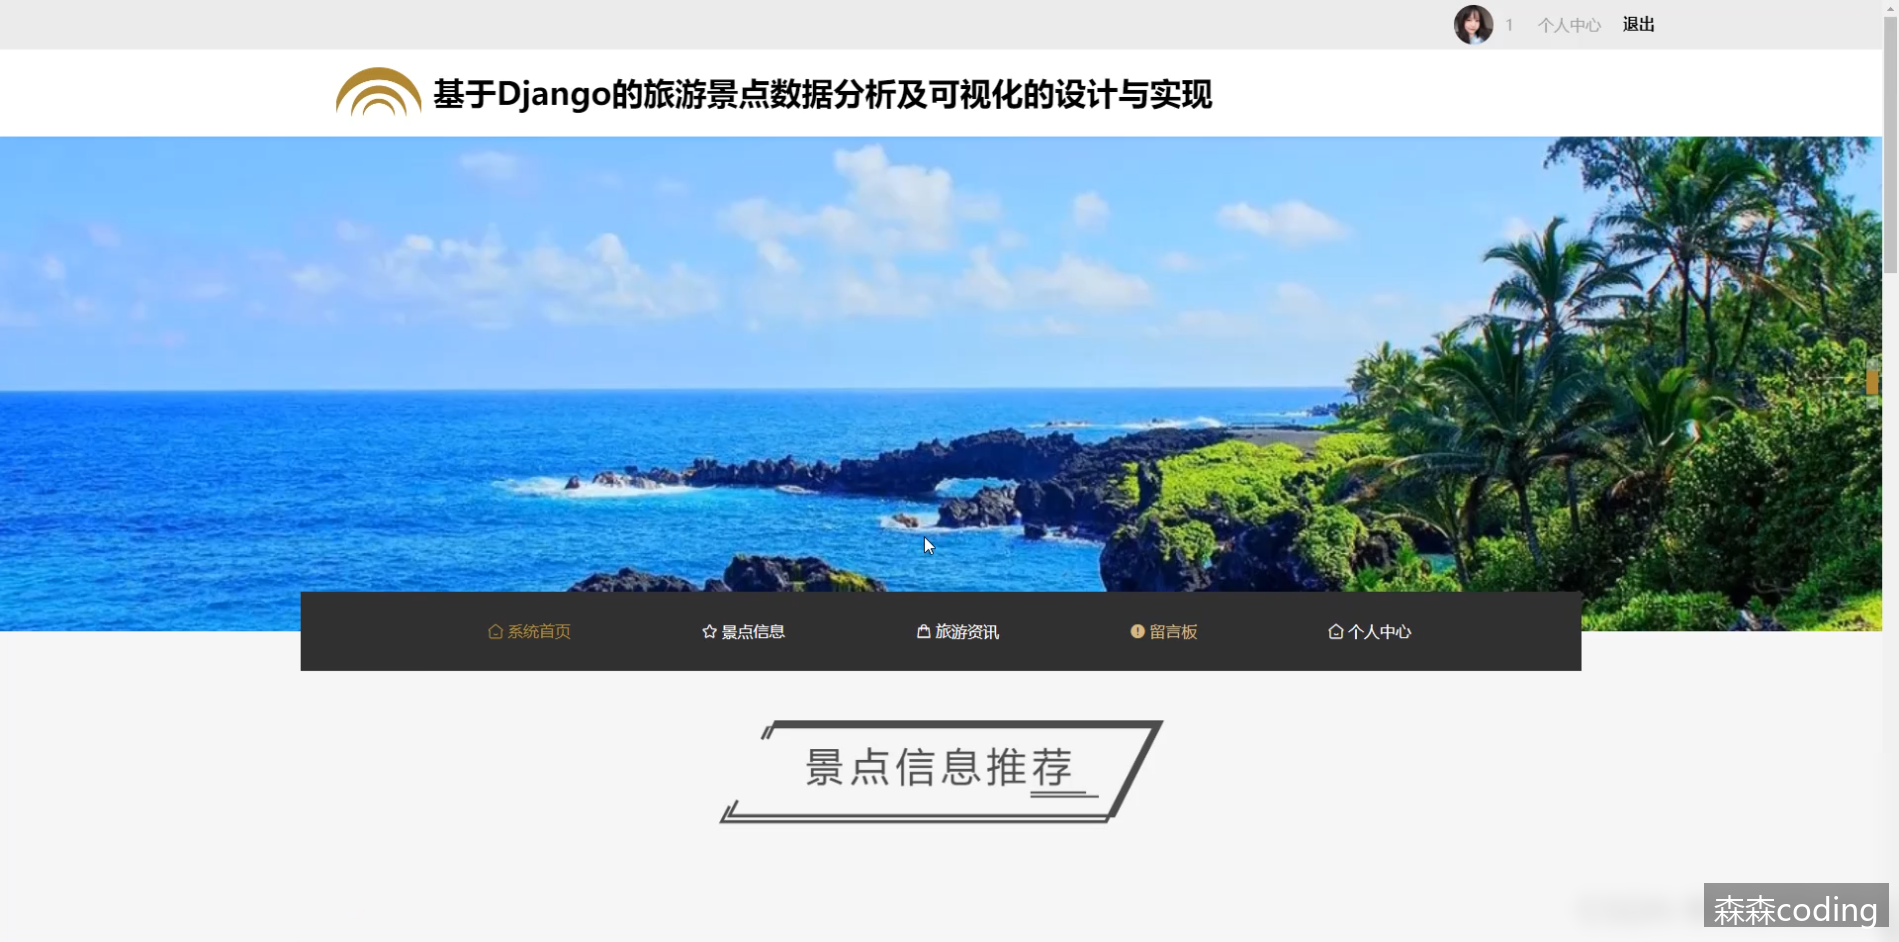 1 个人中心 退出
基于Django的旅游景点数据分析及可视化的设计与实现
系统首页 景点信息 旅游资讯 留言板 个人中心
景点信息推荐
森森coding